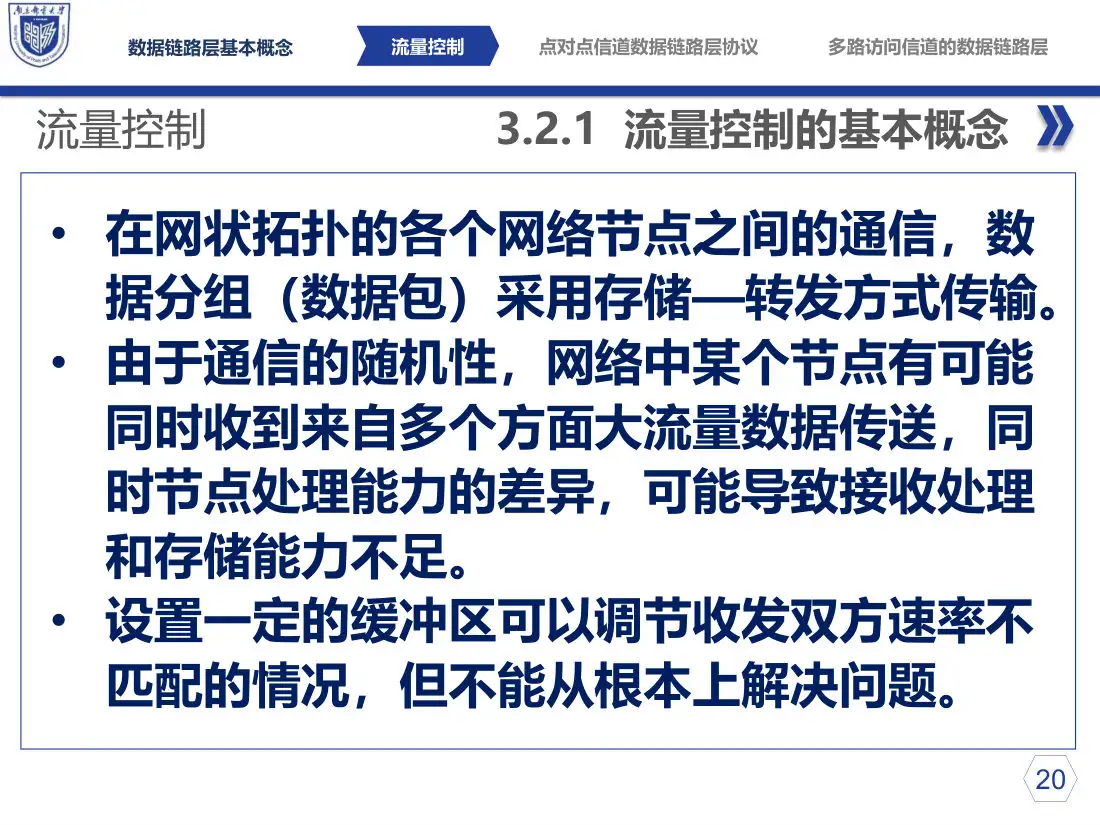 数据链路层基本概念
流量控制
点对点信道数据链路层协议
多路访问信道的数据链路层
流量控制
3.2.1 流量控制的基本概念
• 在网状拓扑的各个网络节点之间的通信，数
据分组（数据包）采用存储—转发方式传输。
• 由于通信的随机性，网络中某个节点有可能
同时收到来自多个方面大流量数据传送，同
时节点处理能力的差异，可能导致接收处理
和存储能力不足。
• 设置一定的缓冲区可以调节收发双方速率不
匹配的情况，但不能从根本上解决问题。
20